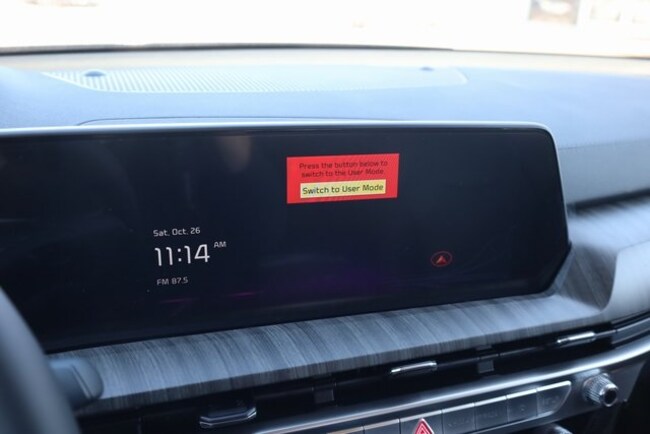 Press the button below to
switch to the User Mode.
Switch to User Mode
Sat, Oct. 26
11:14 AM
FM 87.5